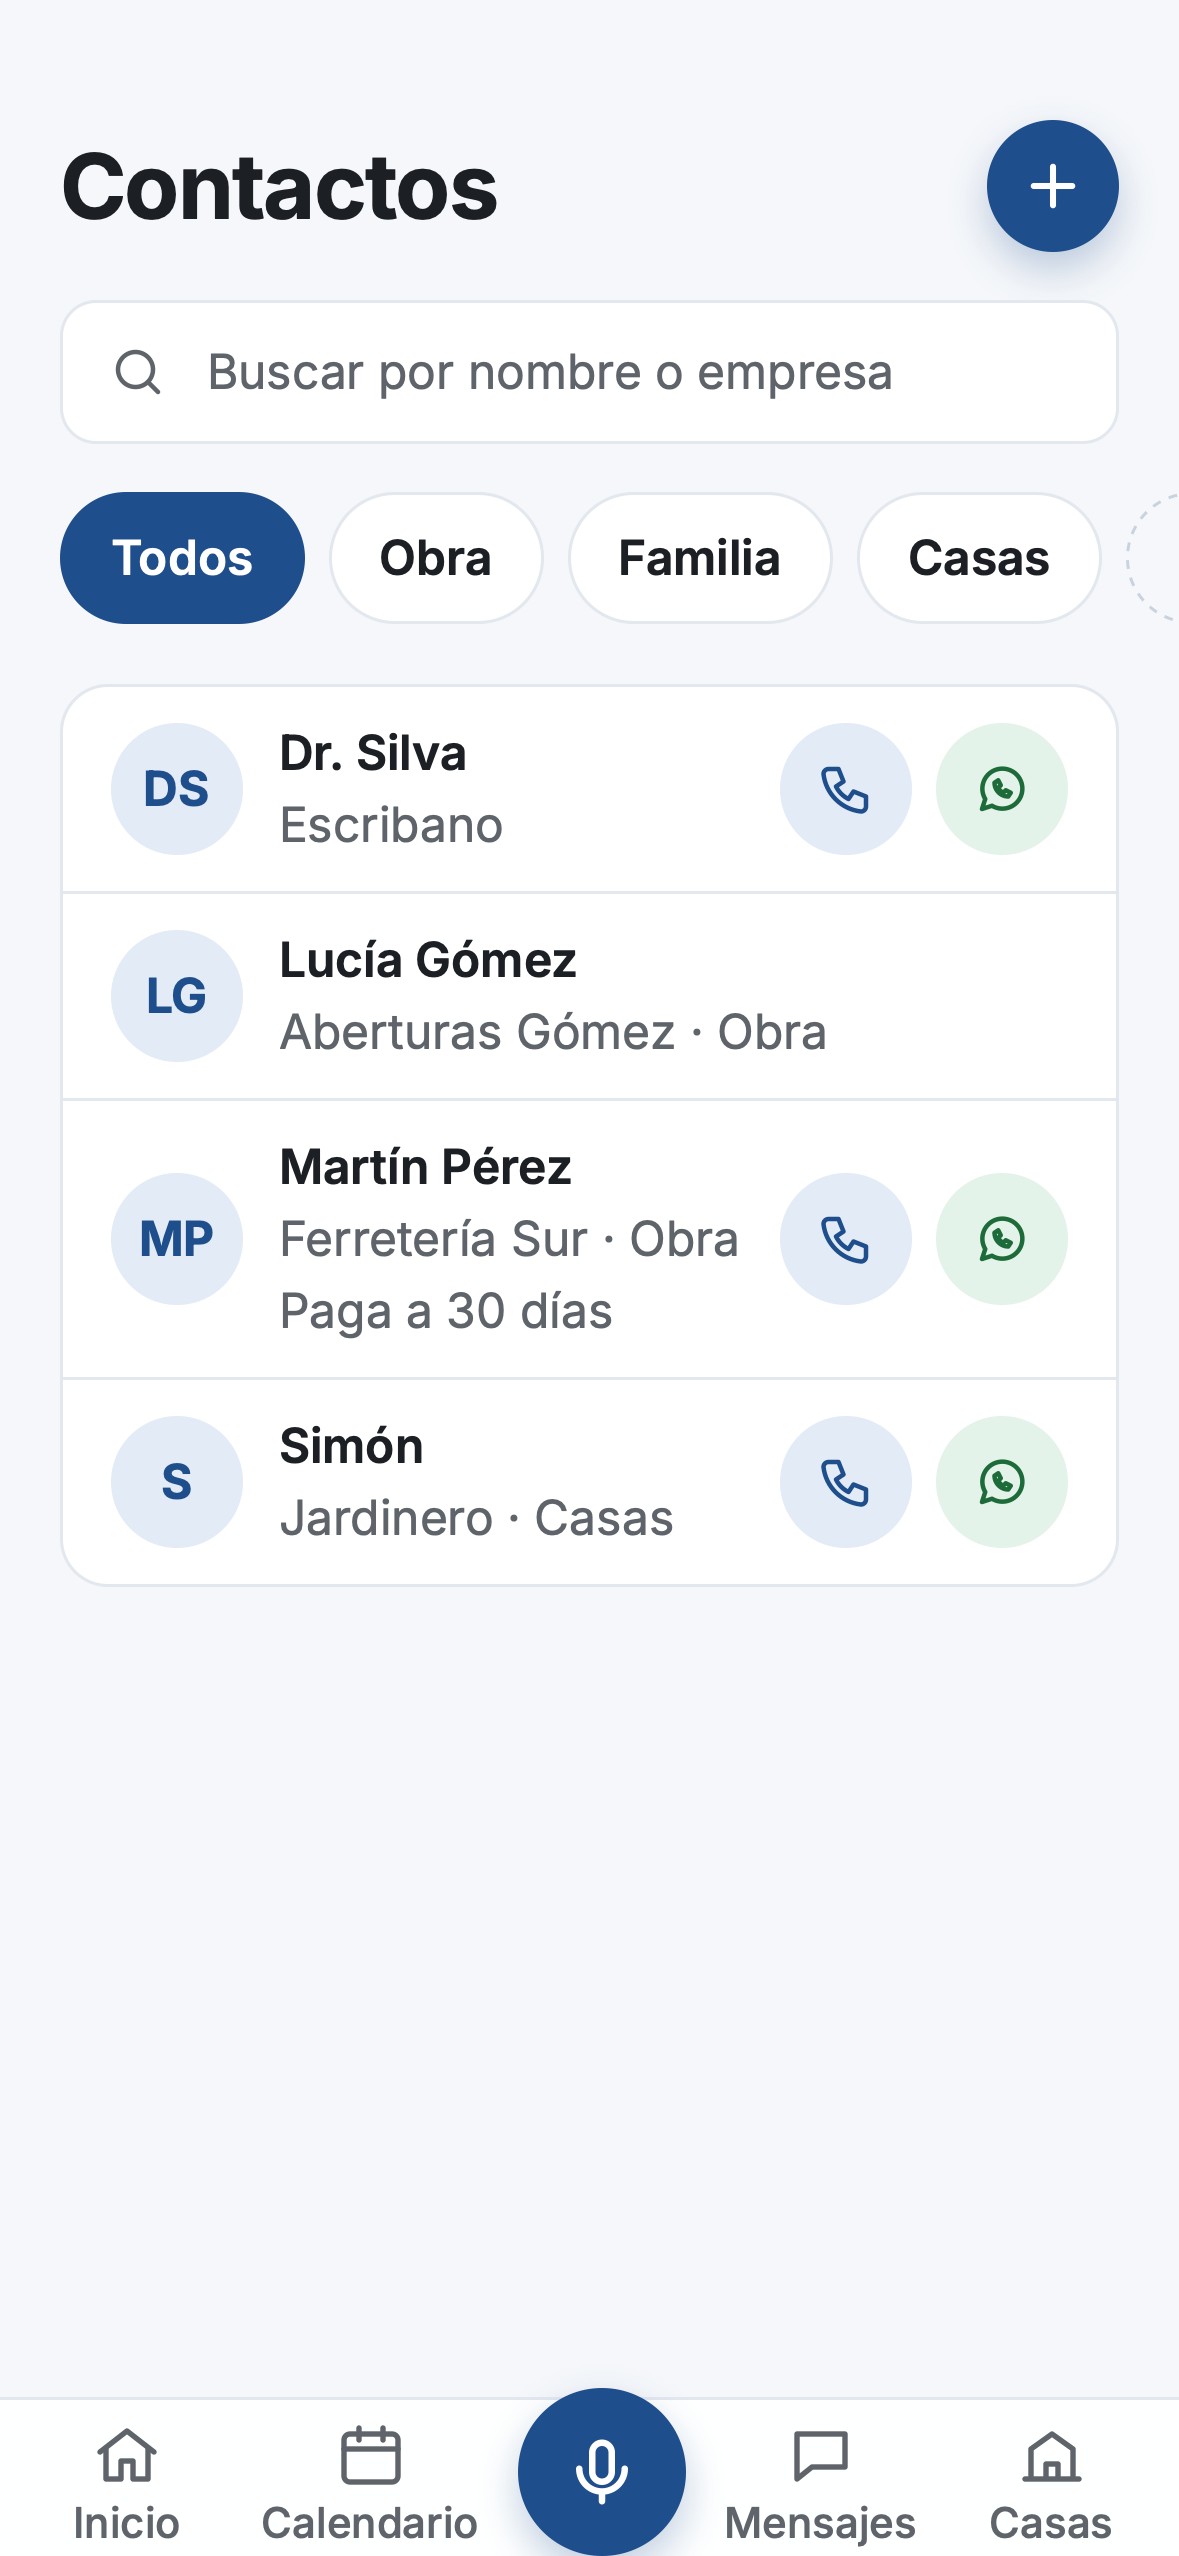 Contactos
Buscar por nombre o empresa
Todos
Obra
Familia
Casas
DS
Dr. Silva
Escribano
LG
Lucía Gómez
Aberturas Gómez · Obra
MP
Martín Pérez
Ferretería Sur · Obra
Paga a 30 días
S
Simón
Jardinero · Casas
Inicio
Calendario
Mensajes
Casas